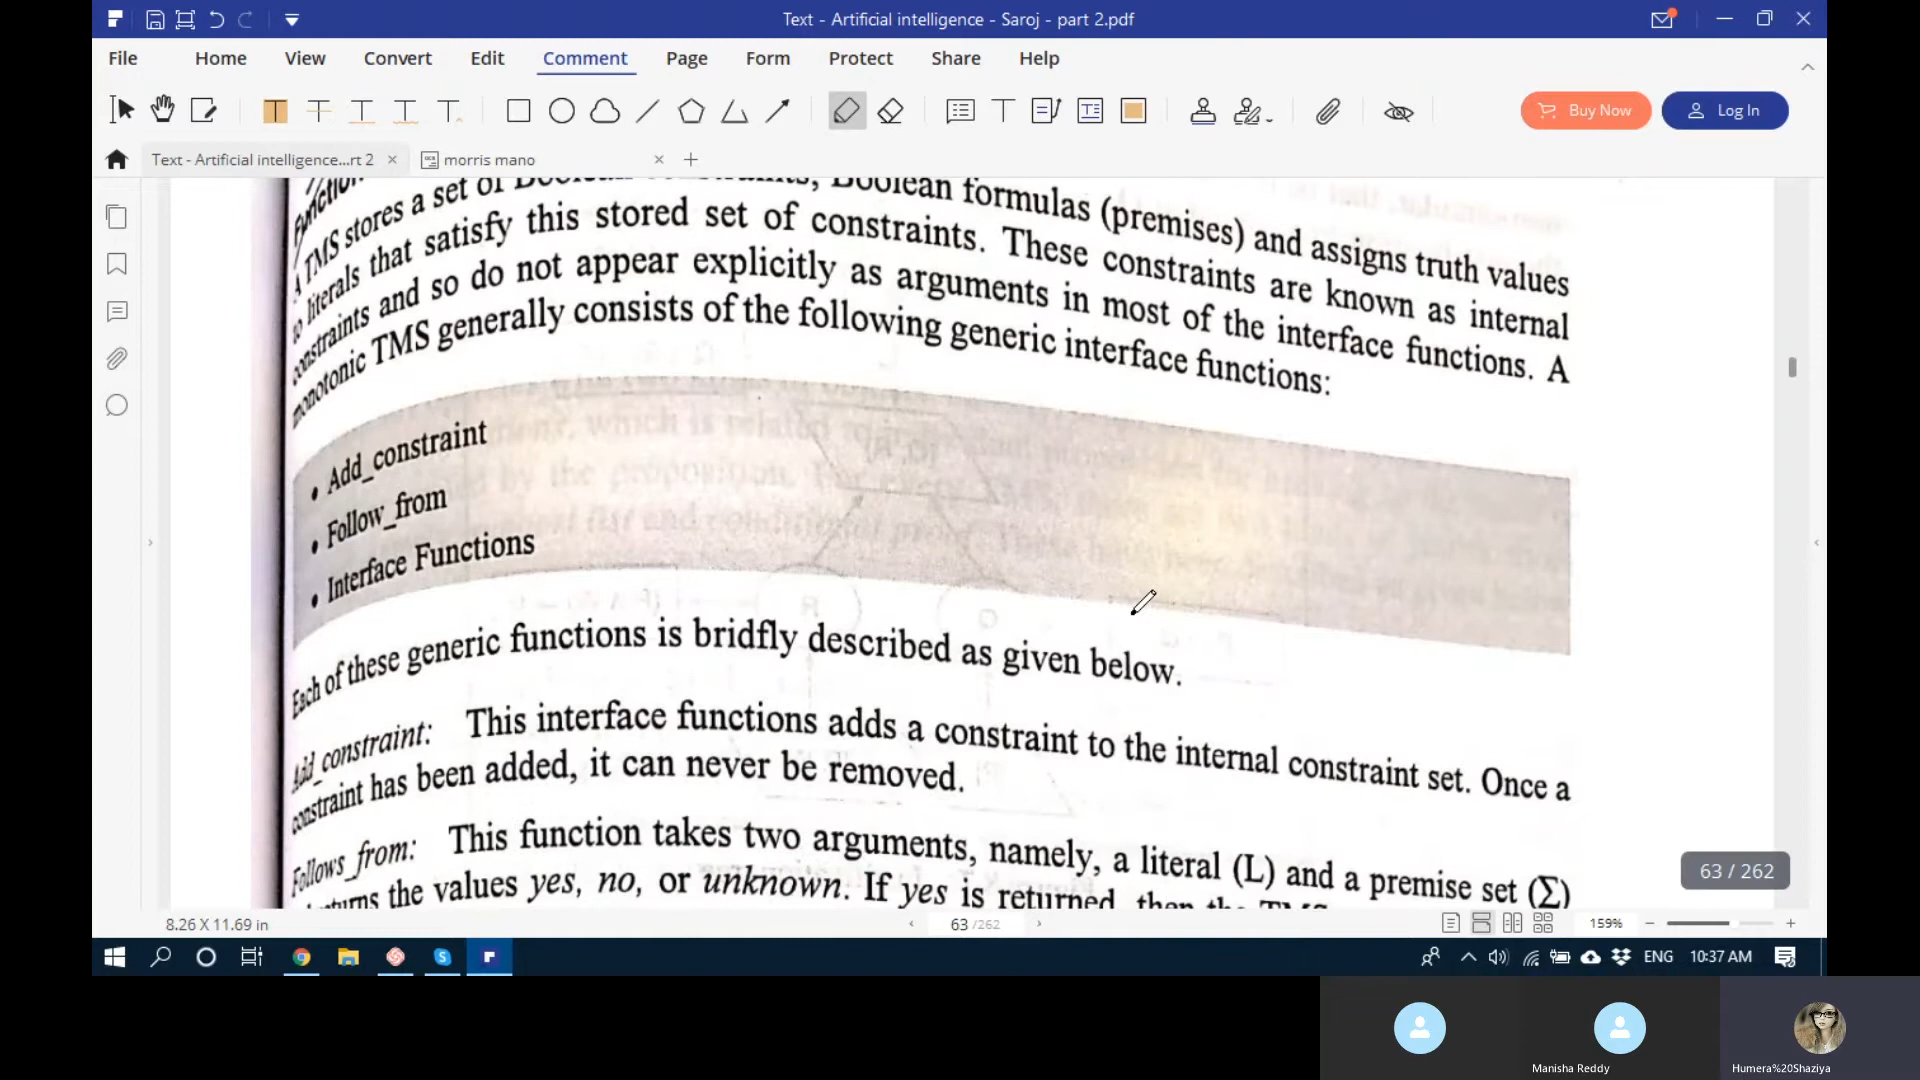 Text - Artificial intelligence - Saroj - part 2.pdf
File Home View Convert Edit Comment Page Form Protect Share Help
Buy Now Log In
Text - Artificial intelligence...rt 2 morris mano
A TMS stores a set of Boolean constraints, Boolean formulas (premises) and assigns truth values
to literals that satisfy this stored set of constraints. These constraints are known as internal
constraints and so do not appear explicitly as arguments in most of the interface functions. A
monotonic TMS generally consists of the following generic interface functions:
• Add_constraint
• Follow_from
• Interface Functions
Each of these generic functions is bridfly described as given below.
Add_constraint: This interface functions adds a constraint to the internal constraint set. Once a
constraint has been added, it can never be removed.
Follows_from: This function takes two arguments, namely, a literal (L) and a premise set (Σ)
the values yes, no, or unknown. If yes is returned, then the TMS
63 / 262
8.26 X 11.69 in
63 /262
159%
ENG 10:37 AM
Manisha Reddy
Humera%20Shaziya